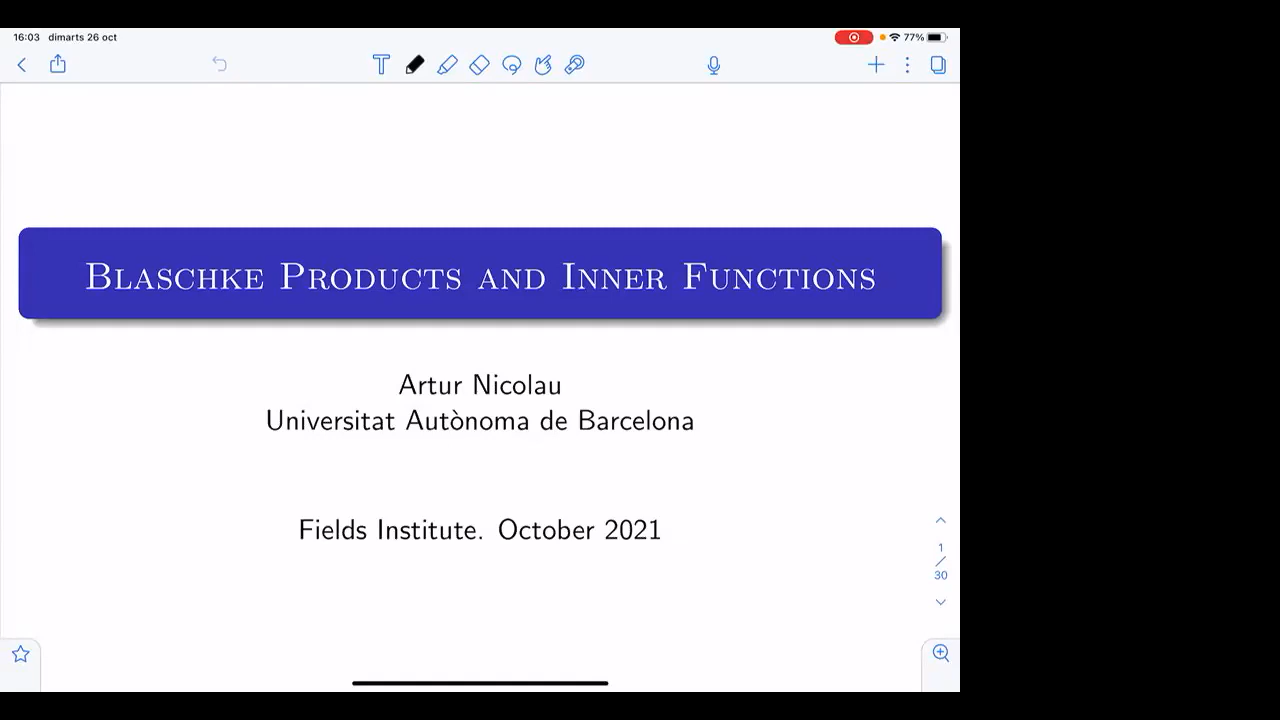 16:03 dimarts 26 oct
77%
Blaschke Products and Inner Functions
Artur Nicolau
Universitat Autònoma de Barcelona
Fields Institute. October 2021
1
/
30